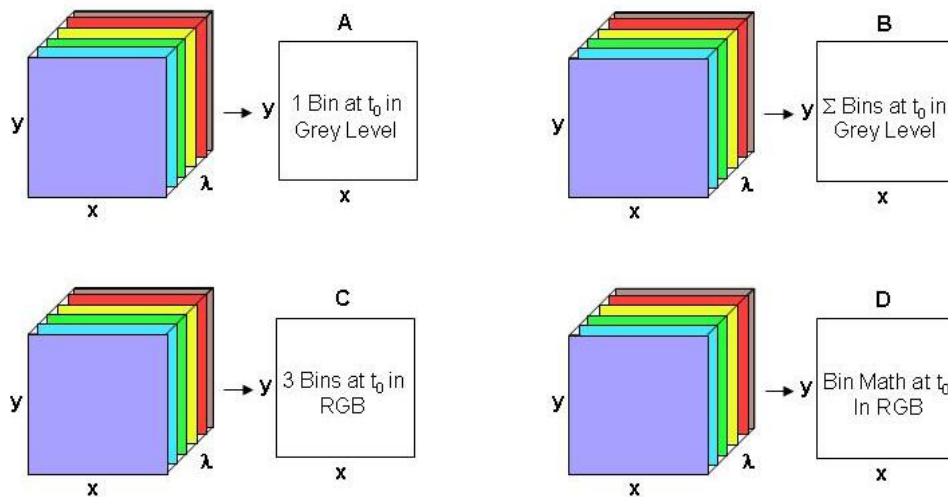 A
y
1 Bin at t₀ in
Grey Level
λ
x
x
B
y
y
Σ Bins at t₀ in
Grey Level
λ
x
x
C
y
y
3 Bins at t₀ in
RGB
λ
x
x
D
y
y
Bin Math at t₀
In RGB
λ
x
x
y